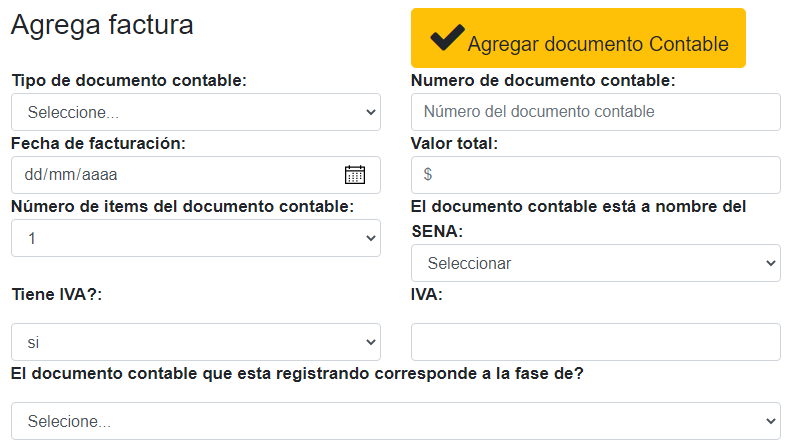 Agrega factura
Agregar documento Contable
Tipo de documento contable:
Numero de documento contable:
Seleccione...
Número del documento contable
Fecha de facturación:
Valor total:
dd/mm/aaaa
$
Número de items del documento contable:
El documento contable está a nombre del
SENA:
1
Seleccionar
Tiene IVA?:
IVA:
si
El documento contable que esta registrando corresponde a la fase de?
Selecione...